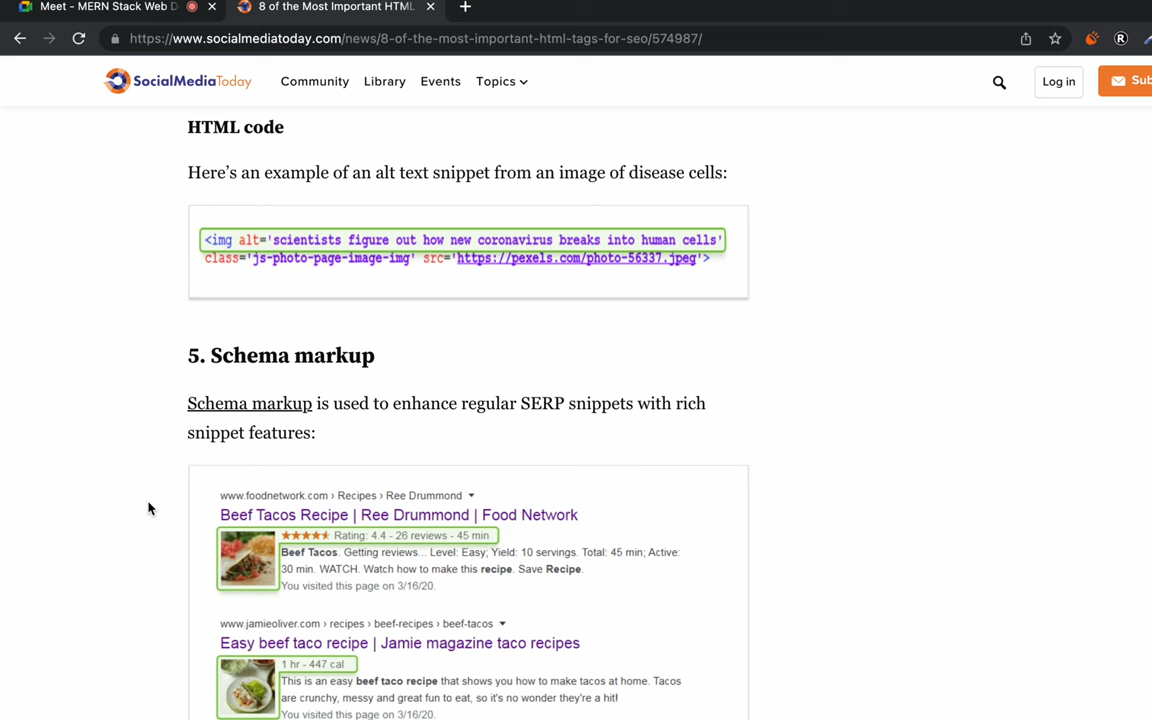 Meet - MERN Stack Web D
8 of the Most Important HTML
https://www.socialmediatoday.com/news/8-of-the-most-important-html-tags-for-seo/574987/
R
SocialMediaToday
Community
Library
Events
Topics
Log in
Sub
HTML code
Here’s an example of an alt text snippet from an image of disease cells:
<img alt='scientists figure out how new coronavirus breaks into human cells'
class='js-photo-page-image-img' src='https://pexels.com/photo-56337.jpeg'>
5. Schema markup
Schema markup is used to enhance regular SERP snippets with rich
snippet features:
www.foodnetwork.com › Recipes › Ree Drummond
Beef Tacos Recipe | Ree Drummond | Food Network
★★★★★ Rating: 4.4 - 26 reviews - 45 min
Beef Tacos. Getting reviews... Level: Easy; Yield: 10 servings. Total: 45 min; Active:
30 min. WATCH. Watch how to make this recipe. Save Recipe.
You visited this page on 3/16/20.
www.jamieoliver.com › recipes › beef-recipes › beef-tacos
Easy beef taco recipe | Jamie magazine taco recipes
1 hr - 447 cal
This is an easy beef taco recipe that shows you how to make tacos at home. Tacos
are crunchy, messy and great fun to eat, so it's no wonder they're a hit!
You visited this page on 3/16/20.